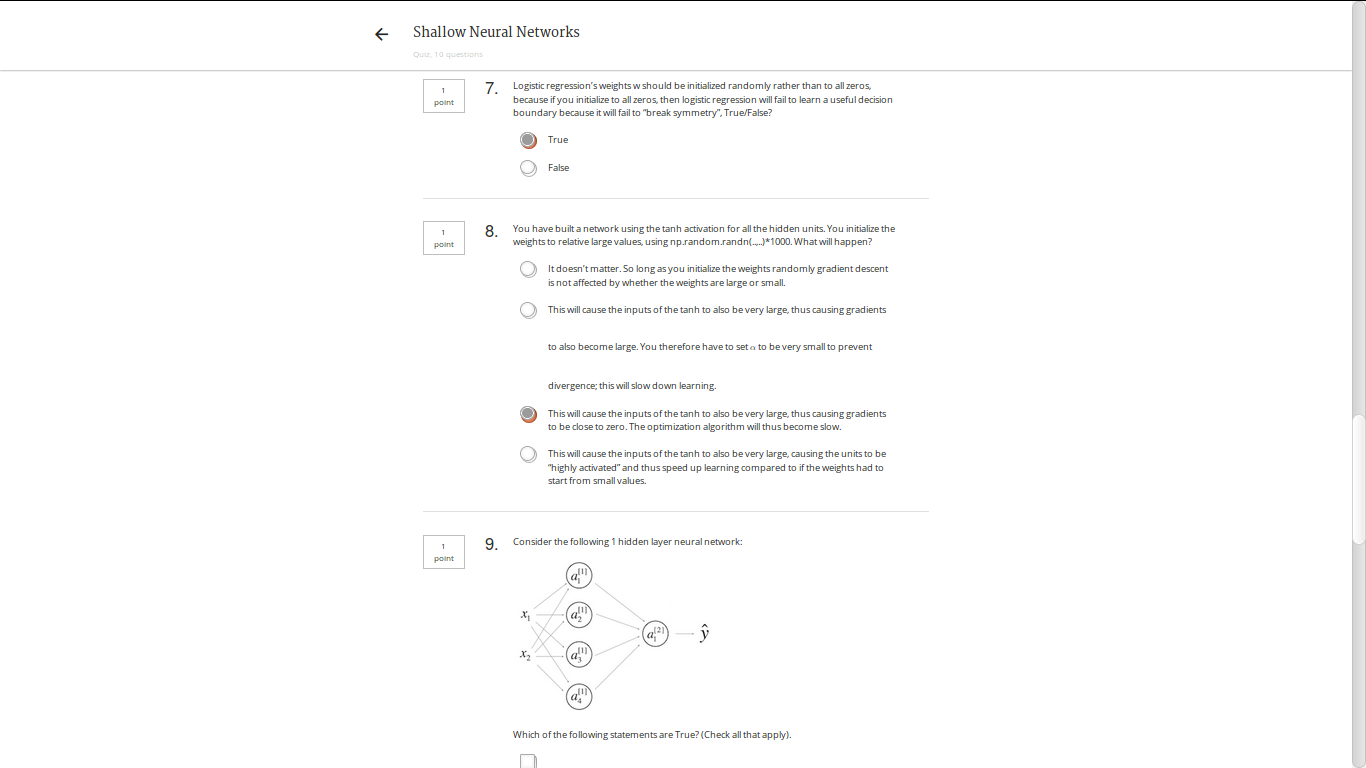 Shallow Neural Networks
Quiz, 10 questions
1
point
7.
Logistic regression's weights w should be initialized randomly rather than to all zeros,
because if you initialize to all zeros, then logistic regression will fail to learn a useful decision
boundary because it will fail to "break symmetry", True/False?
True
False
1
point
8.
You have built a network using the tanh activation for all the hidden units. You initialize the
weights to relative large values, using np.random.randn(..,..)*1000. What will happen?
It doesn't matter. So long as you initialize the weights randomly gradient descent
is not affected by whether the weights are large or small.
This will cause the inputs of the tanh to also be very large, thus causing gradients
to also become large. You therefore have to set α to be very small to prevent
divergence; this will slow down learning.
This will cause the inputs of the tanh to also be very large, thus causing gradients
to be close to zero. The optimization algorithm will thus become slow.
This will cause the inputs of the tanh to also be very large, causing the units to be
"highly activated" and thus speed up learning compared to if the weights had to
start from small values.
1
point
9.
Consider the following 1 hidden layer neural network:
a₁[1]
x₁
a₂[1]
a₁[2]
ŷ
x₂
a₃[1]
a₄[1]
Which of the following statements are True? (Check all that apply).